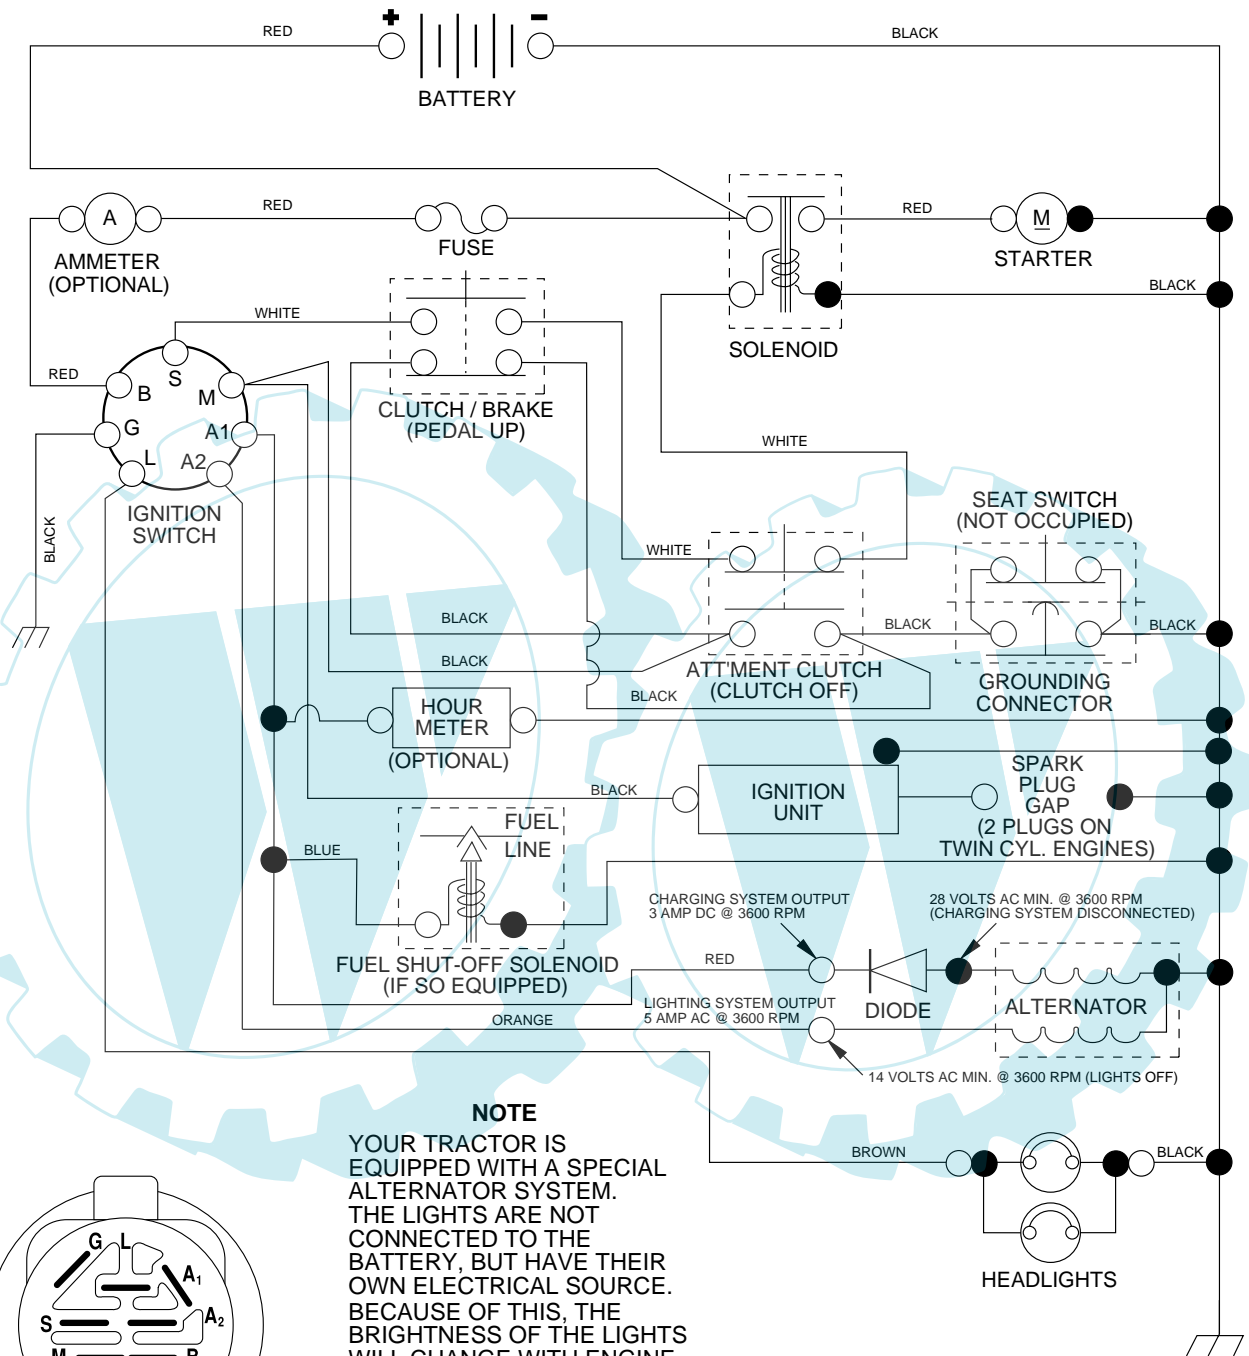 + -
RED
BLACK
BATTERY
A
RED
RED
M
AMMETER
(OPTIONAL)
FUSE
STARTER
BLACK
WHITE
SOLENOID
RED
S
B
M
G
A1
L
A2
CLUTCH / BRAKE
(PEDAL UP)
WHITE
IGNITION
SWITCH
BLACK
SEAT SWITCH
(NOT OCCUPIED)
WHITE
BLACK
BLACK
BLACK
BLACK
ATT'MENT CLUTCH
(CLUTCH OFF)
BLACK
GROUNDING
CONNECTOR
HOUR
METER
(OPTIONAL)
BLACK
IGNITION
UNIT
SPARK
PLUG
GAP
(2 PLUGS ON
TWIN CYL. ENGINES)
FUEL
LINE
BLUE
CHARGING SYSTEM OUTPUT
3 AMP DC @ 3600 RPM
28 VOLTS AC MIN. @ 3600 RPM
(CHARGING SYSTEM DISCONNECTED)
FUEL SHUT-OFF SOLENOID
(IF SO EQUIPPED)
RED
DIODE
ALTERNATOR
LIGHTING SYSTEM OUTPUT
5 AMP AC @ 3600 RPM
ORANGE
14 VOLTS AC MIN. @ 3600 RPM (LIGHTS OFF)
NOTE
YOUR TRACTOR IS
EQUIPPED WITH A SPECIAL
ALTERNATOR SYSTEM.
THE LIGHTS ARE NOT
CONNECTED TO THE
BATTERY, BUT HAVE THEIR
OWN ELECTRICAL SOURCE.
BECAUSE OF THIS, THE
BRIGHTNESS OF THE LIGHTS
WILL CHANGE WITH ENGINE
BROWN
BLACK
HEADLIGHTS
G L
A1
A2
S
M B